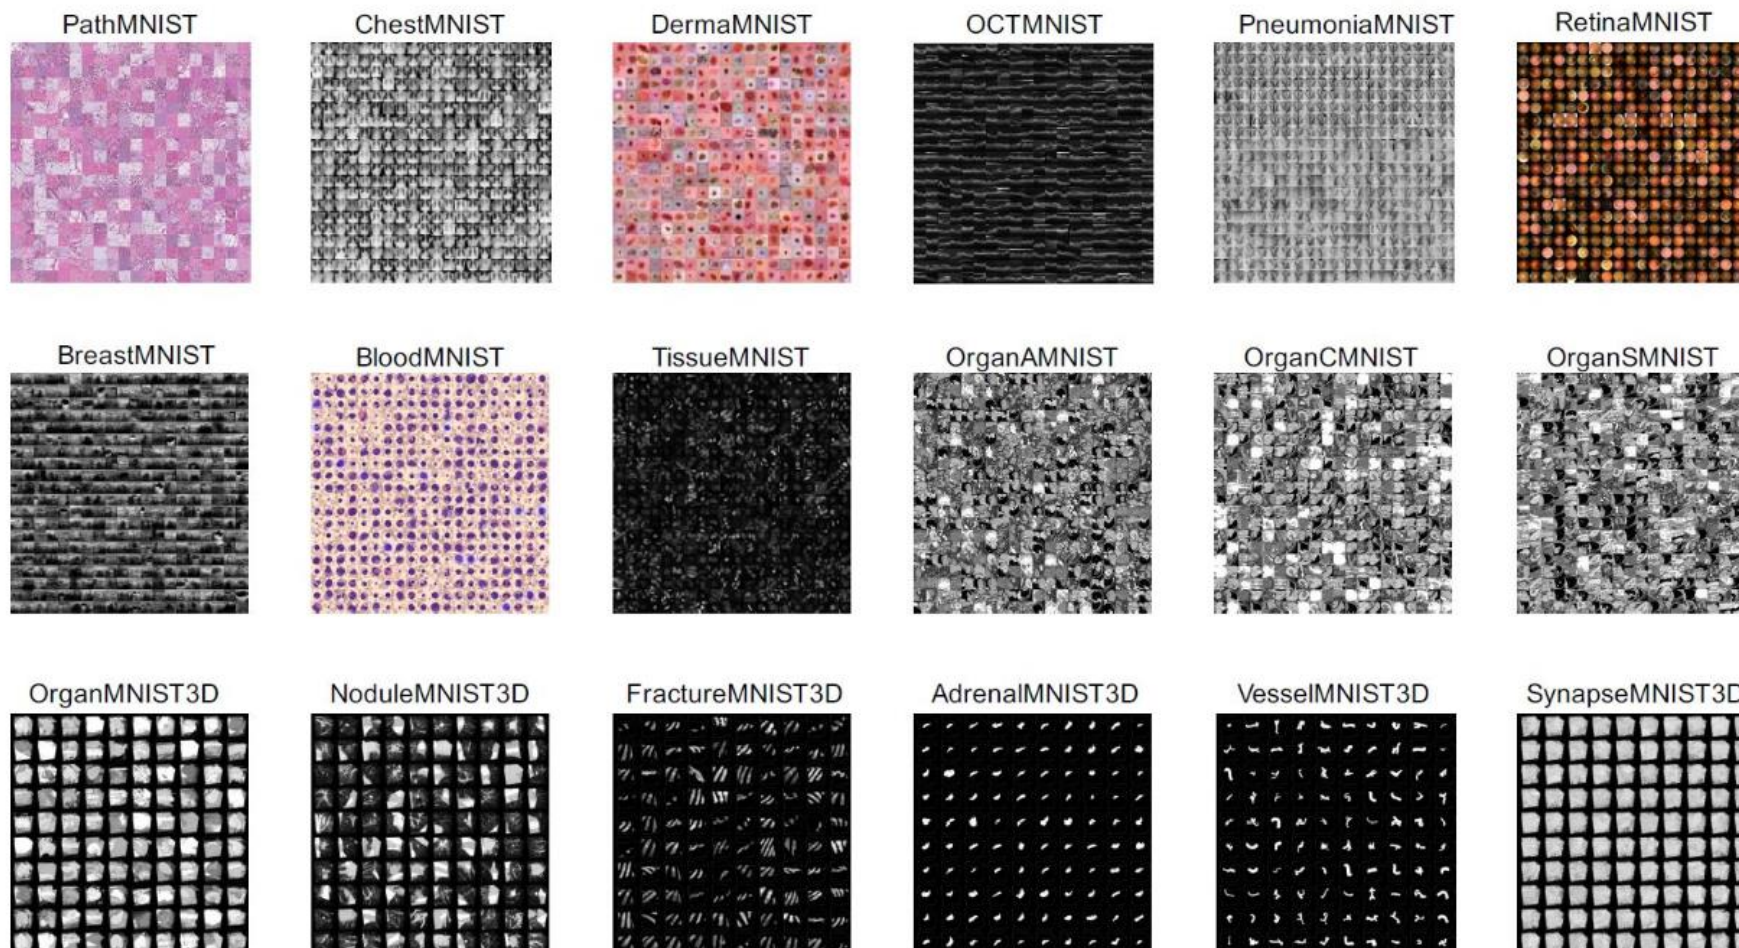 PathMNIST ChestMNIST DermaMNIST OCTMNIST PneumoniaMNIST RetinaMNIST
BreastMNIST BloodMNIST TissueMNIST OrganAMNIST OrganCMNIST OrganSMNIST
OrganMNIST3D NoduleMNIST3D FractureMNIST3D AdrenalMNIST3D VesselMNIST3D SynapseMNIST3D